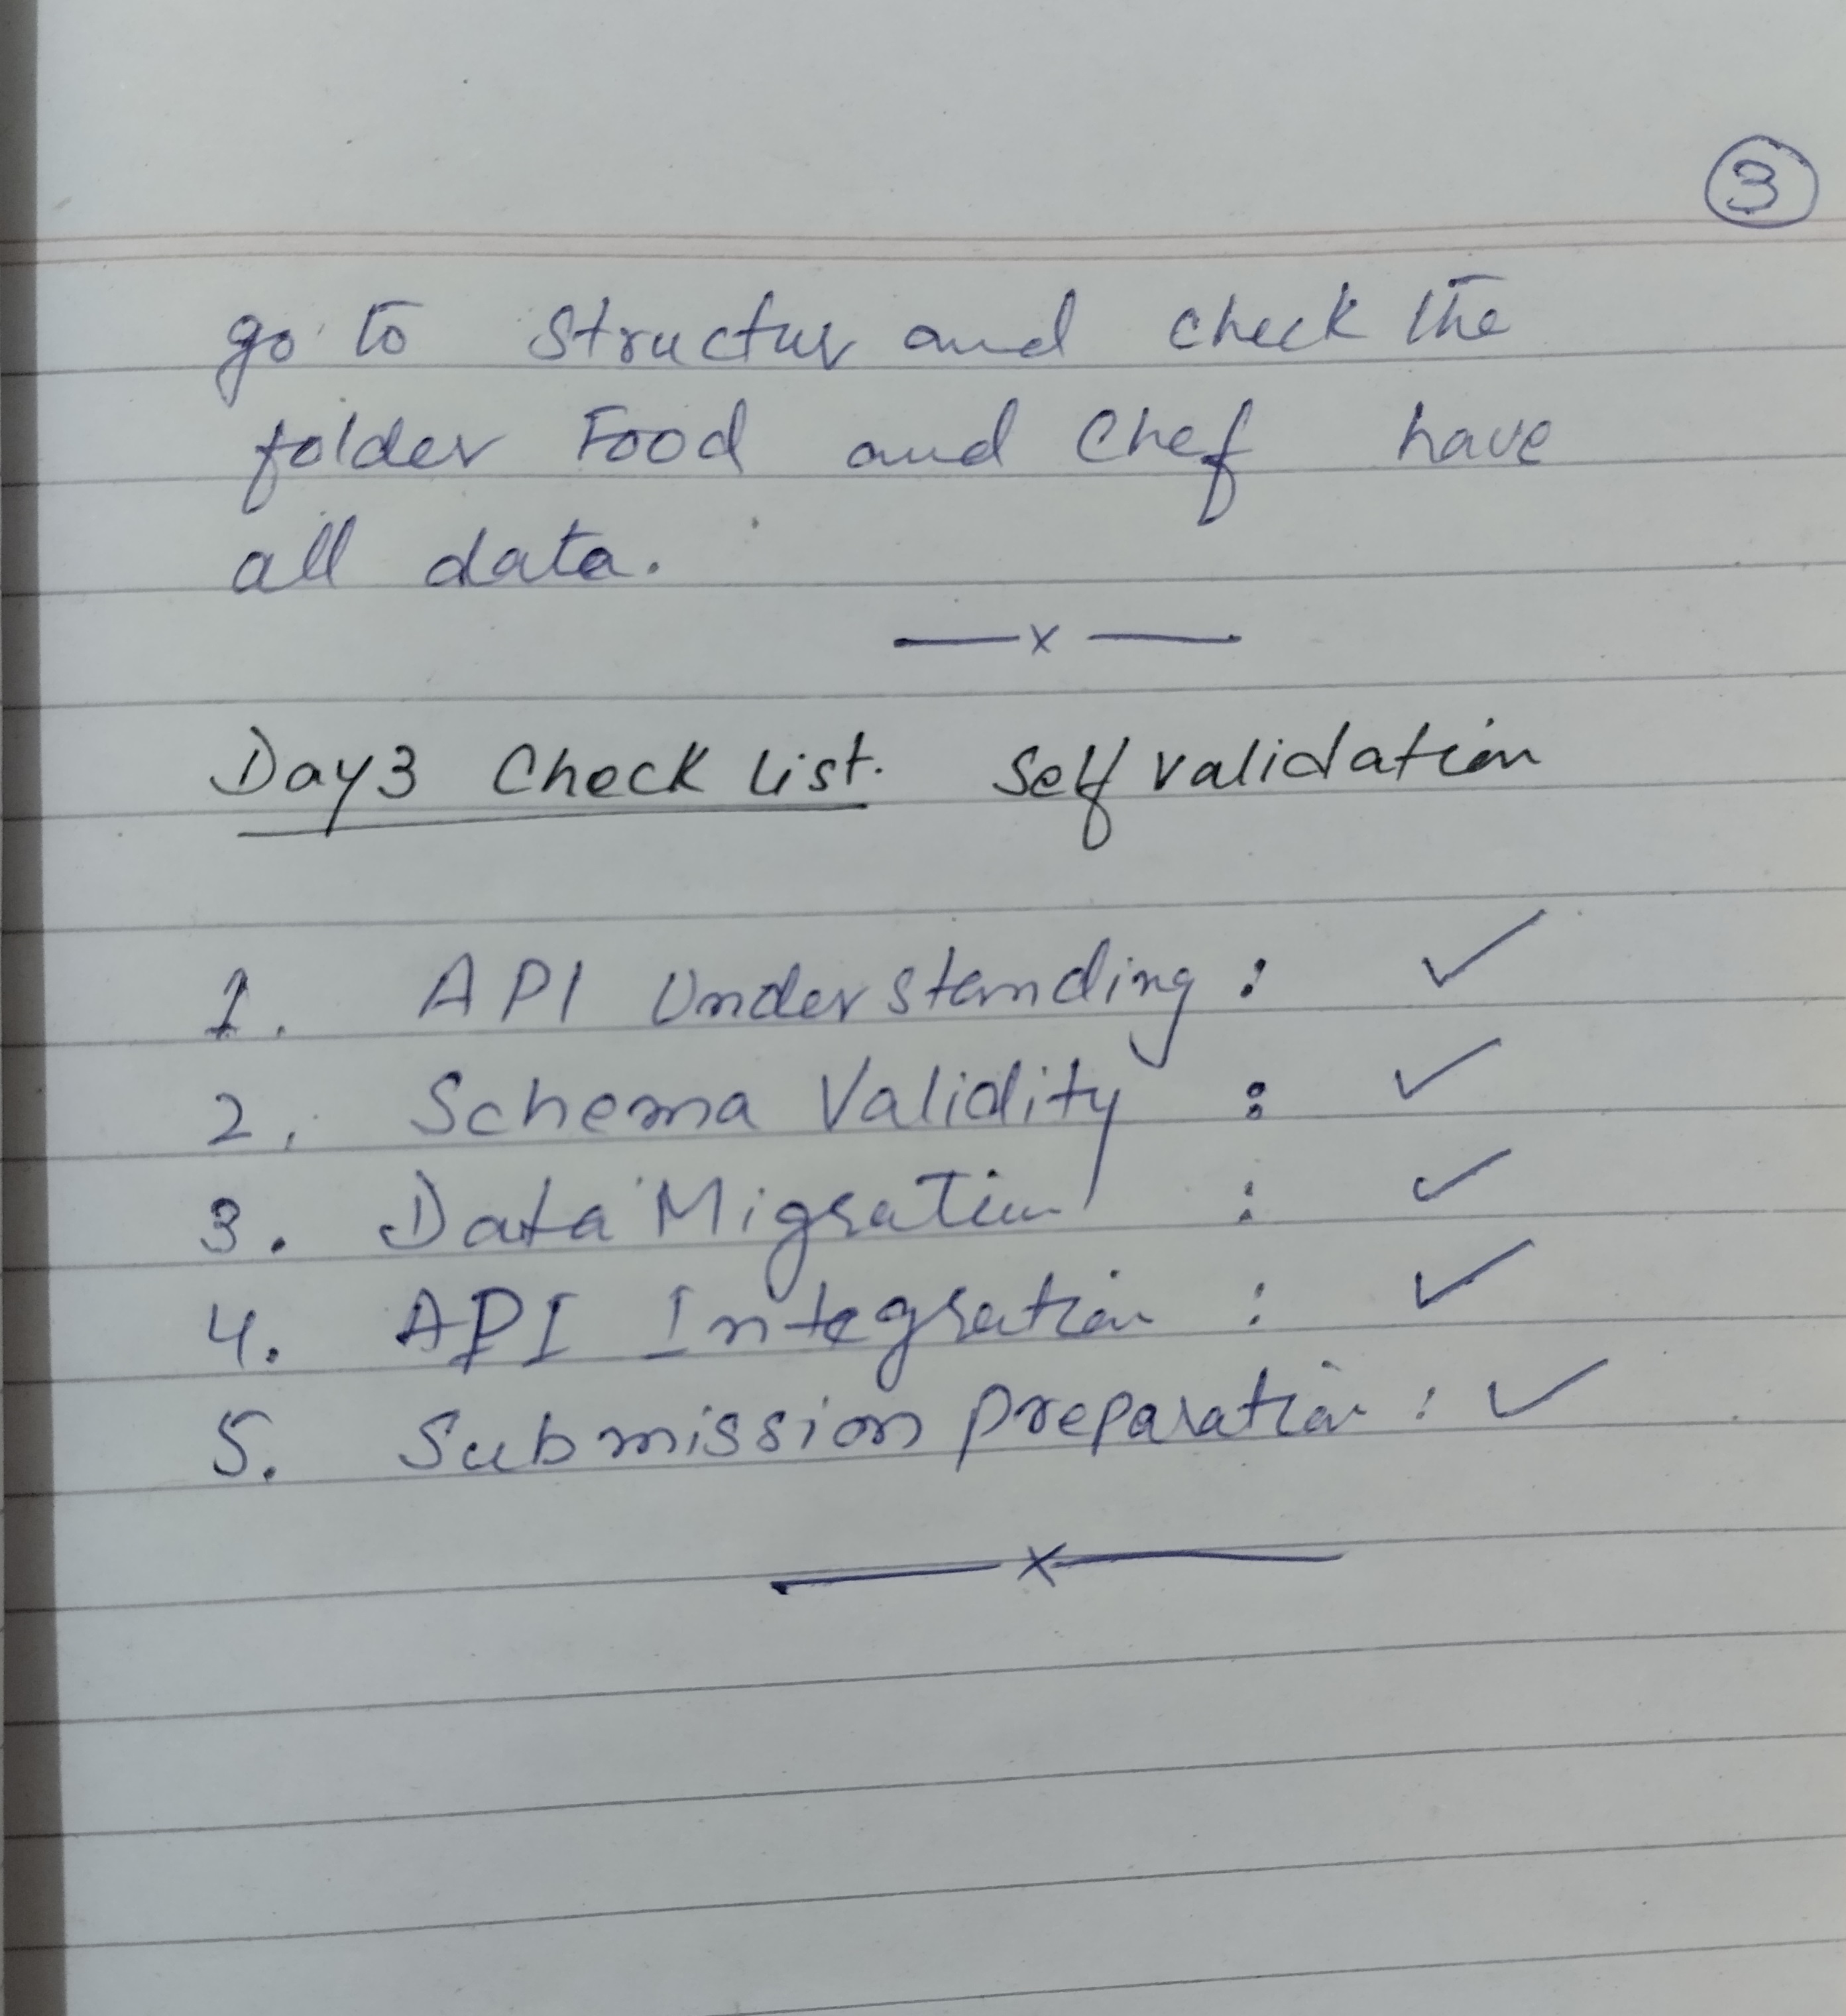 3
go to Structur and check the
folder Food and Chef have
all data.
— x —
Day3 Check List. Self validation
1. API Understanding : ✓
2. Schema Validity : ✓
3. Data Migration : ✓
4. API Integration : ✓
5. Submission preparation : ✓
— x —